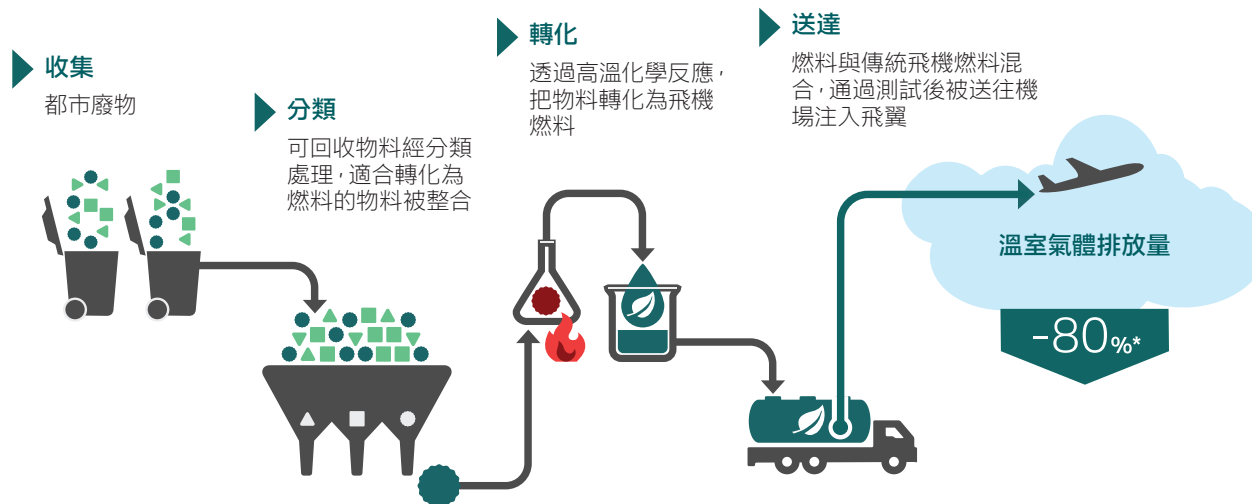 收集
都市廢物
分類
可回收物料經分類
處理，適合轉化為
燃料的物料被整合
轉化
透過高溫化學反應，
把物料轉化為飛機
燃料
送達
燃料與傳統飛機燃料混
合，通過測試後被送往機
場注入飛翼
溫室氣體排放量
-80%*